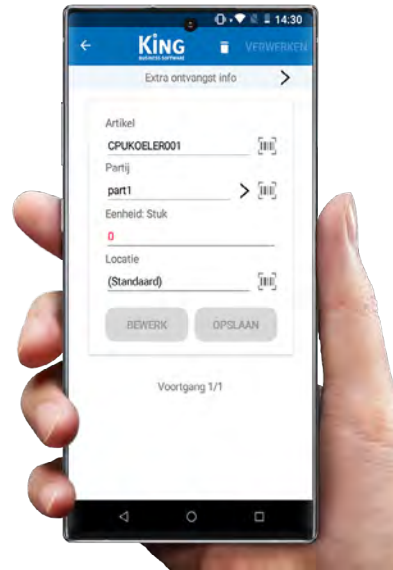 14:30
KiNG
BUSINESS SOFTWARE
VERWERKEN
Extra ontvangst info
Artikel
CPUKOELER001
Partij
part1
Eenheid: Stuk
0
Locatie
(Standaard)
BEWERK
OPSLAAN
Voortgang 1/1